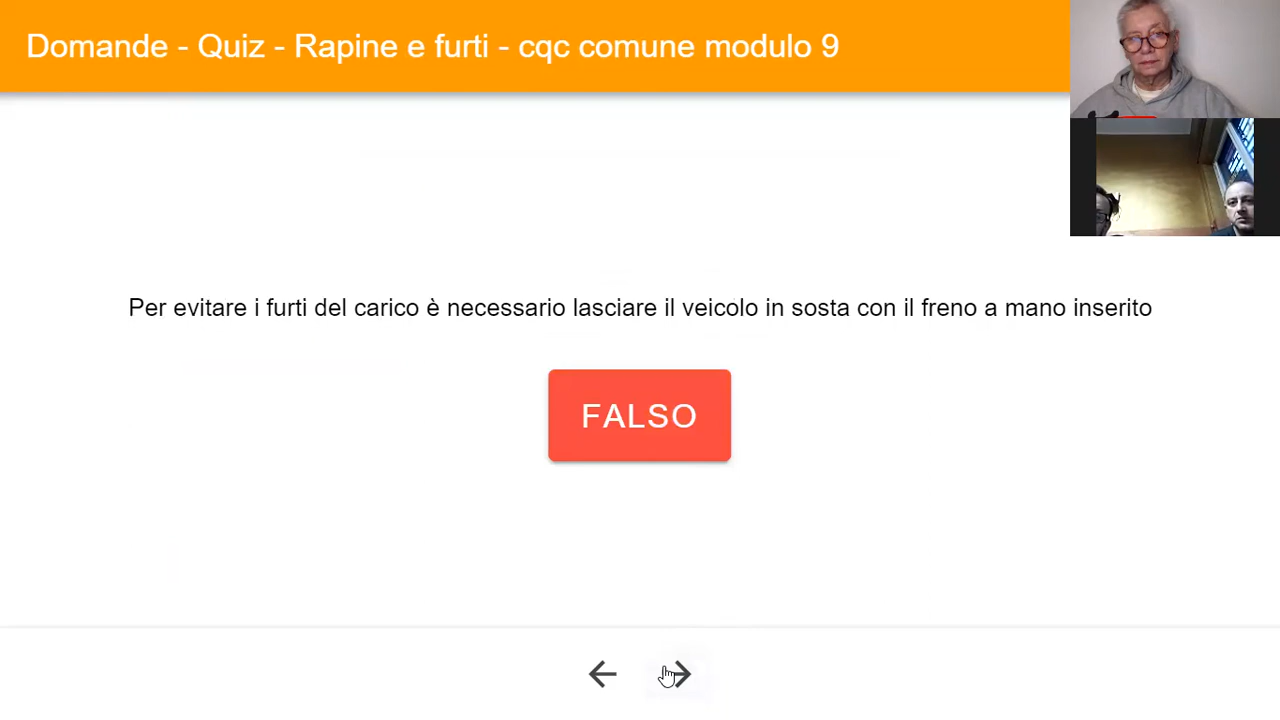 Domande - Quiz - Rapine e furti - cqc comune modulo 9
Per evitare i furti del carico è necessario lasciare il veicolo in sosta con il freno a mano inserito
FALSO